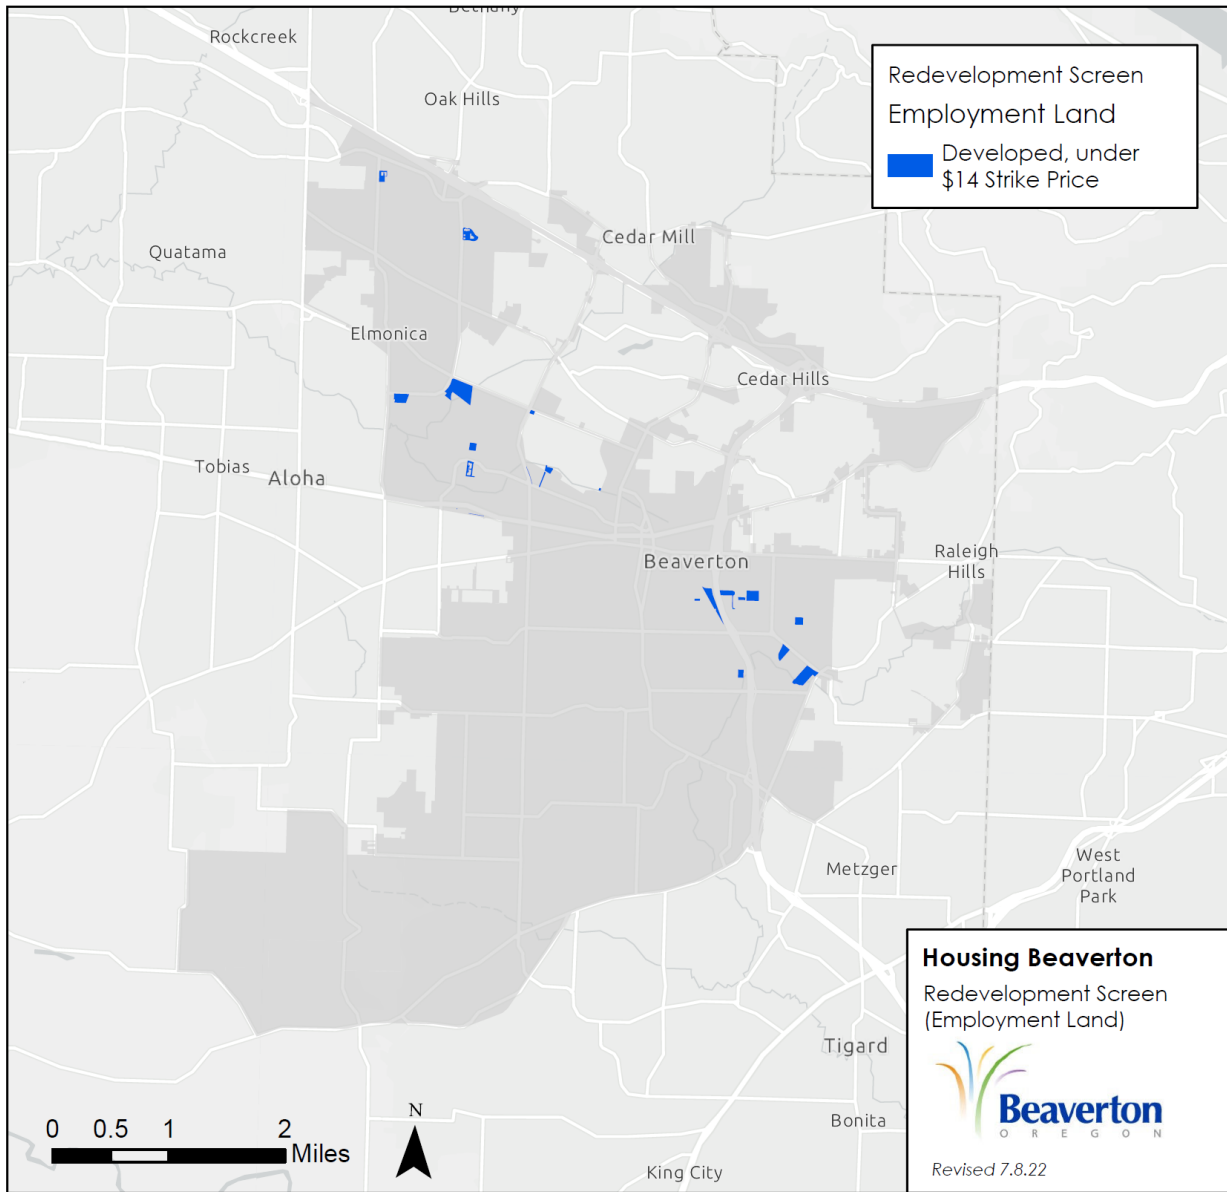 Bethany
Rockcreek
Oak Hills
Redevelopment Screen
Employment Land
Developed, under
$14 Strike Price
Quatama
Cedar Mill
Elmonica
Cedar Hills
Tobias
Aloha
Beaverton
Raleigh
Hills
Metzger
West
Portland
Park
Housing Beaverton
Redevelopment Screen
(Employment Land)
Tigard
Beaverton
OREGON
Bonita
King City
Revised 7.8.22
N
0 0.5 1 2
Miles